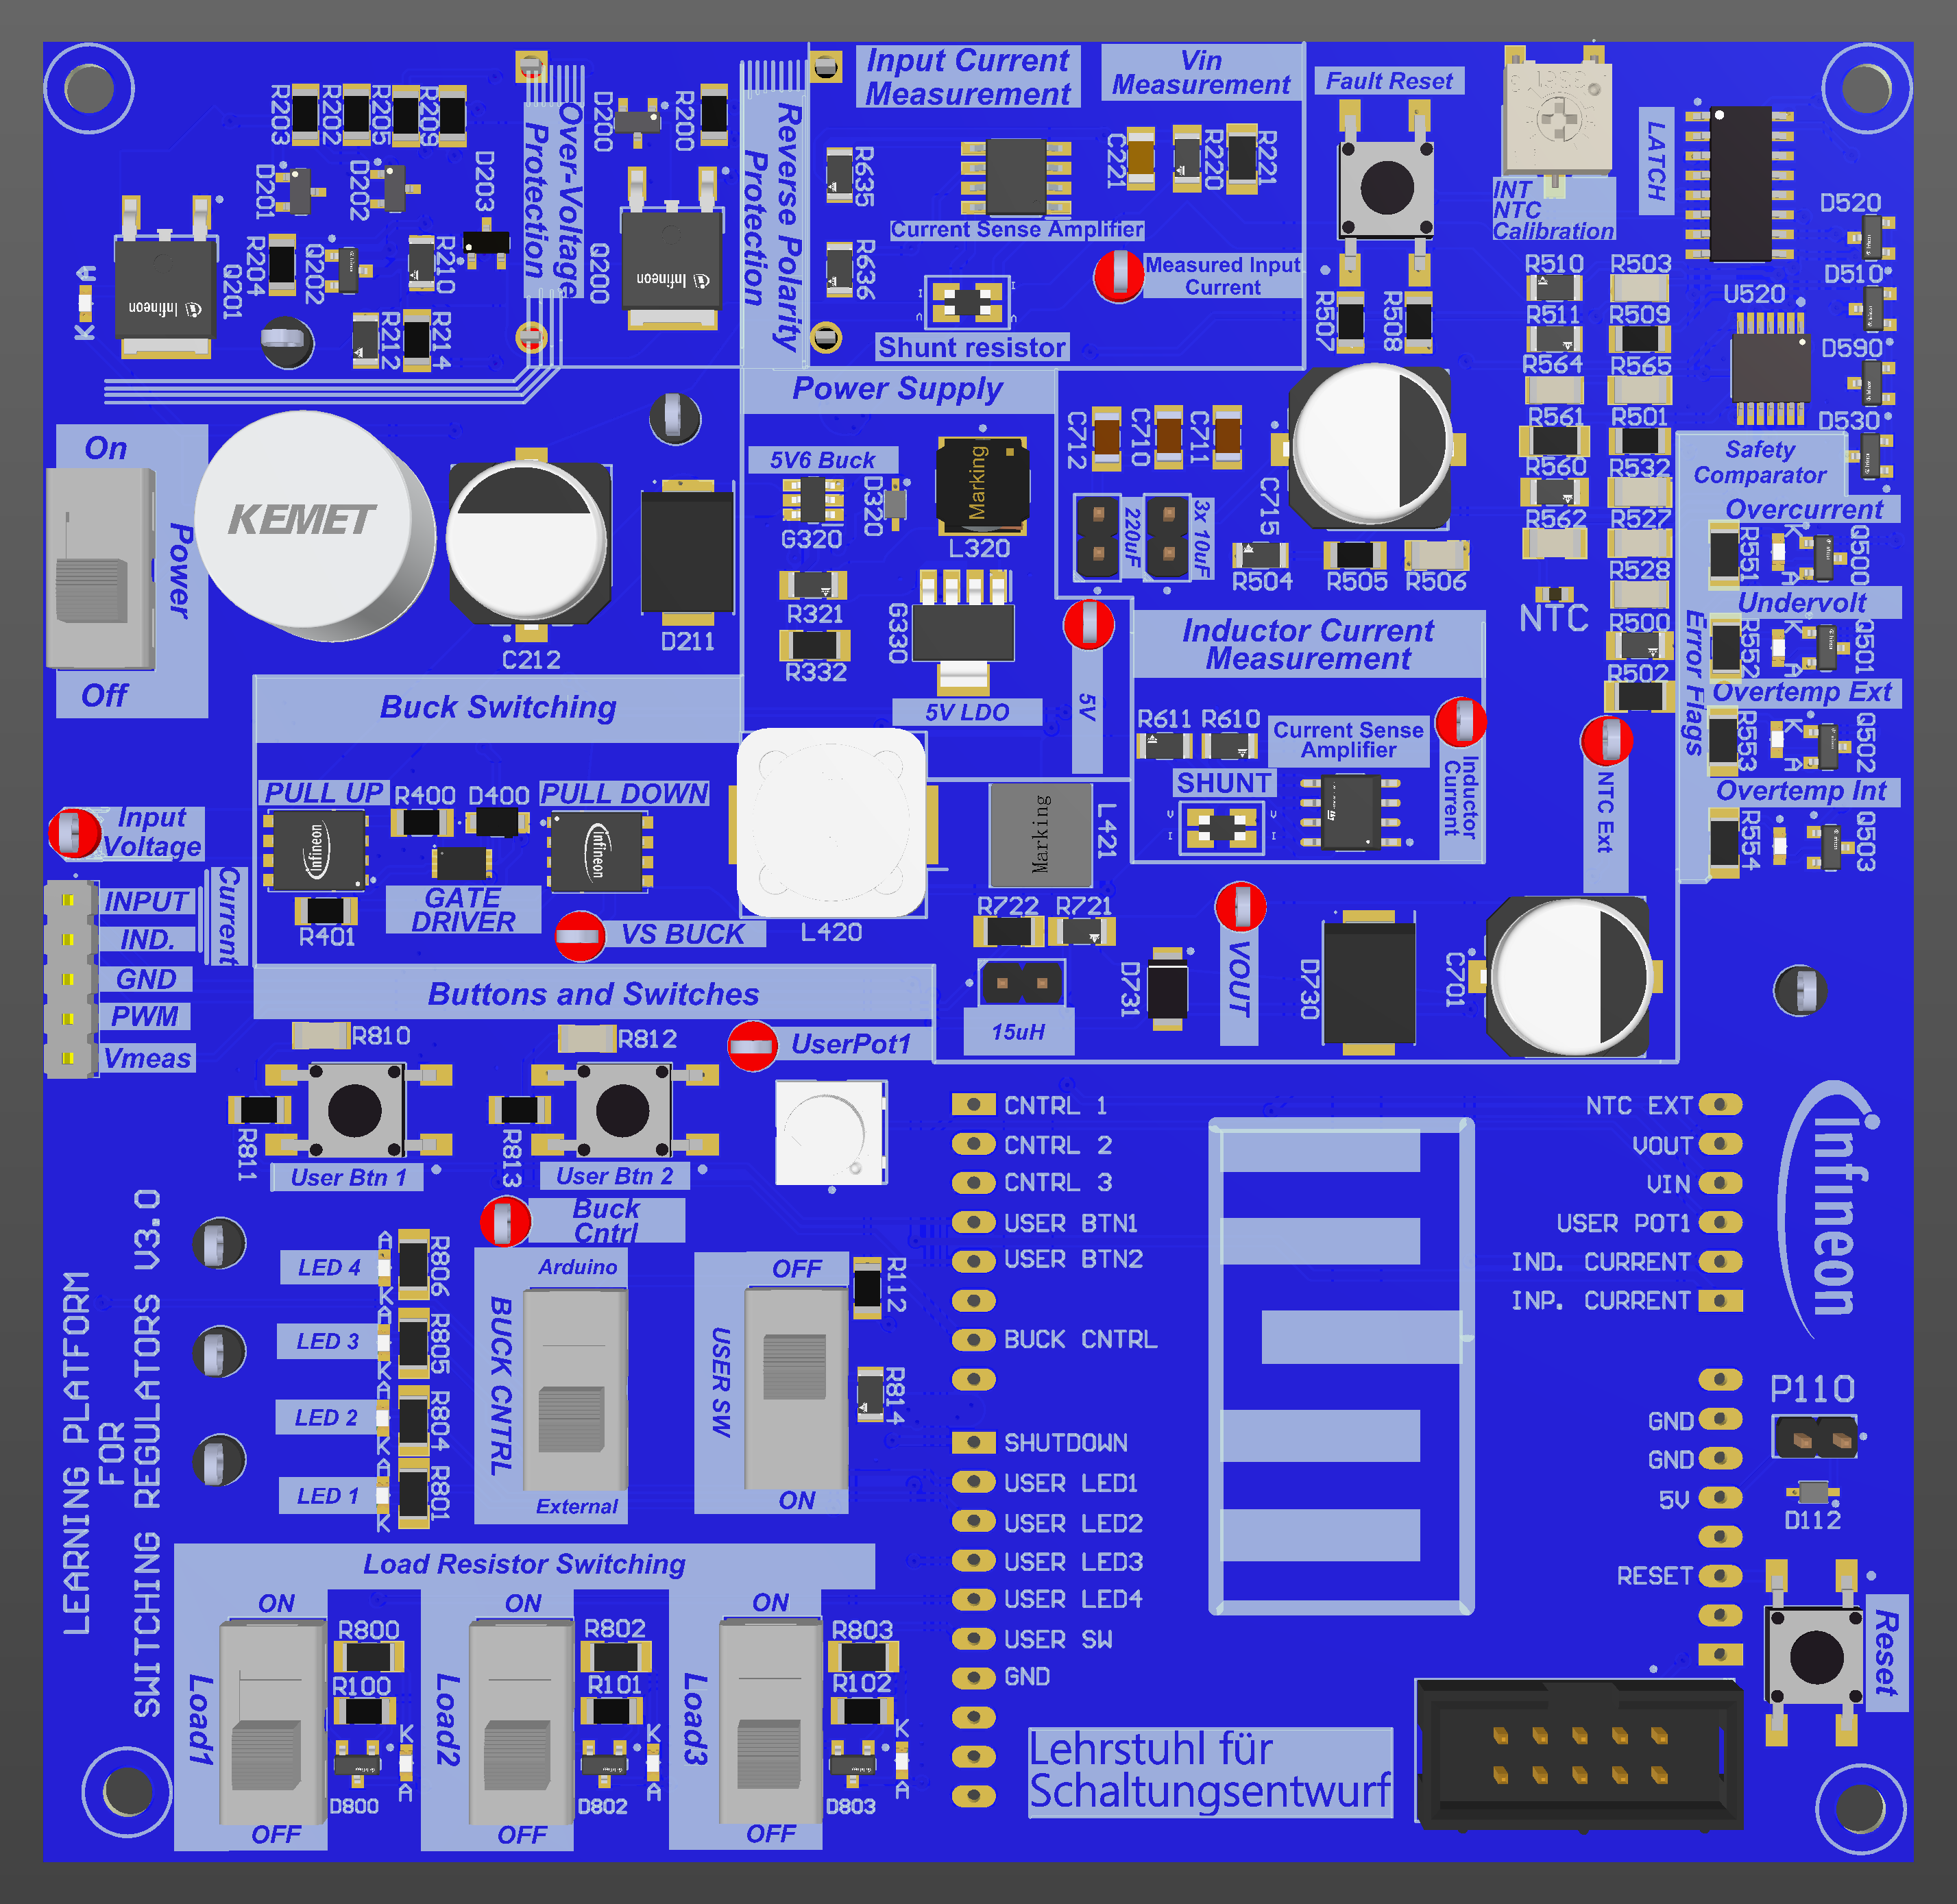 R203
R202
R205
R209
D201
D202
D203
Over-Voltage
Protection
D200
R200
Reverse Polarity
Protection
Input Current
Measurement
Vin
Measurement
R635
R636
C221
R220
R221
Current Sense Amplifier
Measured Input
Current
Shunt resistor
Fault Reset
R507
R508
INT
NTC
Calibration
LATCH
D520
D510
D590
D530
U520
R510
R503
R511
R509
R564
R565
R561
R501
R560
R532
R562
R527
R528
NTC
R500
R502
A
K
Infineon
Q201
R204
Q202
R210
R212
R214
Q200
Infineon
On
Power
Off
KEMET
C212
D211
Power Supply
5V6 Buck
D320
Marking
G320
L320
R321
G330
R332
5V LDO
5V
C712
C710
C711
220uF
3x 10uF
C715
R504
R505
R506
Safety
Comparator
Overcurrent
R551
K
A
Q500
Undervolt
R552
K
A
Q501
Overtemp Ext
R553
K
A
Q502
Overtemp Int
R554
Q503
Error Flags
Inductor Current
Measurement
R611
R610
Current Sense
Amplifier
SHUNT
Inductor
Current
NTC Ext
Buck Switching
PULL UP
R400
D400
PULL DOWN
Infineon
Infineon
R401
GATE
DRIVER
VS BUCK
L420
Marking
L421
R722
R721
15uH
D731
VOUT
D730
C701
Input
Voltage
Current
INPUT
IND.
GND
PWM
Vmeas
Buttons and Switches
R810
R812
UserPot1
R811
R813
User Btn 1
User Btn 2
Buck
Cntrl
LEARNING PLATFORM
FOR
SWITCHING REGULATORS V3.0
LED 4
A
K
R806
LED 3
A
K
R805
LED 2
A
K
R804
LED 1
A
K
R801
Arduino
BUCK CNTRL
External
OFF
USER SW
ON
R112
R814
CNTRL 1
CNTRL 2
CNTRL 3
USER BTN1
USER BTN2
BUCK CNTRL
SHUTDOWN
USER LED1
USER LED2
USER LED3
USER LED4
USER SW
GND
NTC EXT
VOUT
VIN
USER POT1
IND. CURRENT
INP. CURRENT
GND
GND
5V
RESET
Infineon
P110
D112
Reset
Load Resistor Switching
ON
Load1
OFF
R800
R100
D800
K
A
ON
Load2
OFF
R802
R101
D802
K
A
ON
Load3
OFF
R803
R102
D803
K
A
Lehrstuhl für
Schaltungsentwurf